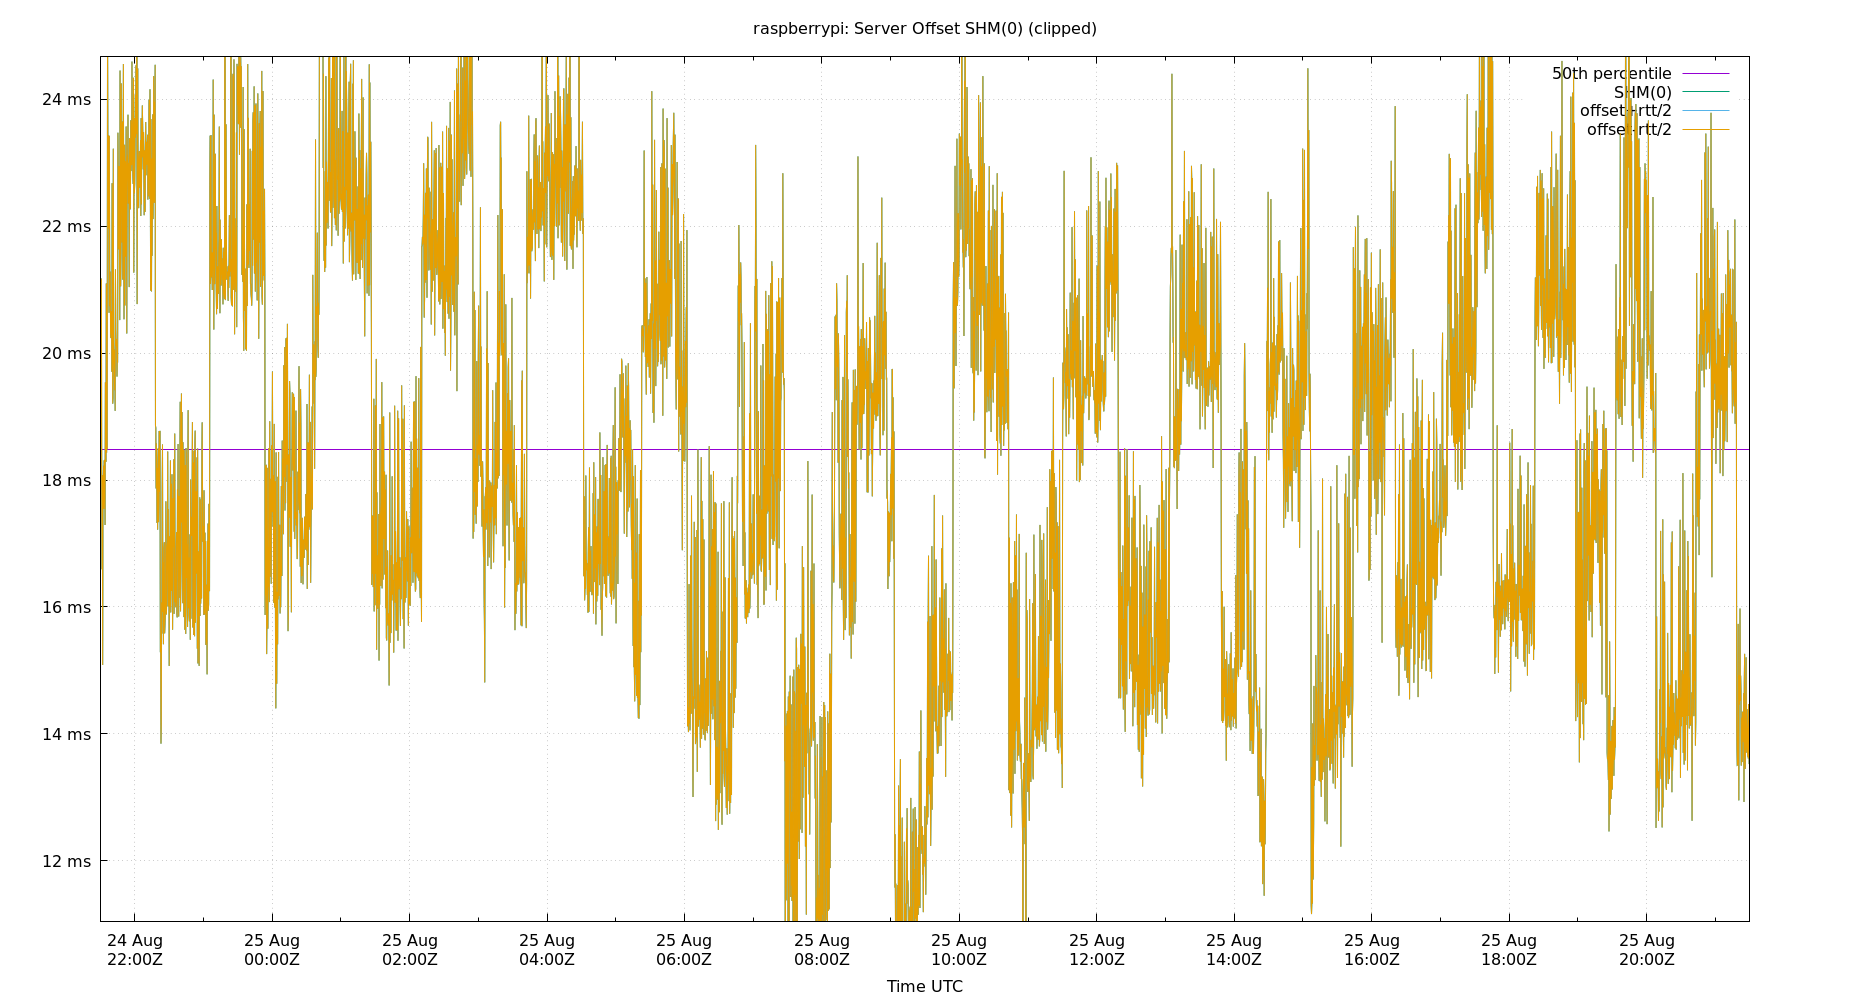 raspberrypi: Server Offset SHM(0) (clipped)
50th percentile
SHM(0)
offset+rtt/2
offset-rtt/2
24 ms
22 ms
20 ms
18 ms
16 ms
14 ms
12 ms
24 Aug 25 Aug 25 Aug 25 Aug 25 Aug 25 Aug 25 Aug 25 Aug 25 Aug 25 Aug 25 Aug 25 Aug
22:00Z 00:00Z 02:00Z 04:00Z 06:00Z 08:00Z 10:00Z 12:00Z 14:00Z 16:00Z 18:00Z 20:00Z
Time UTC